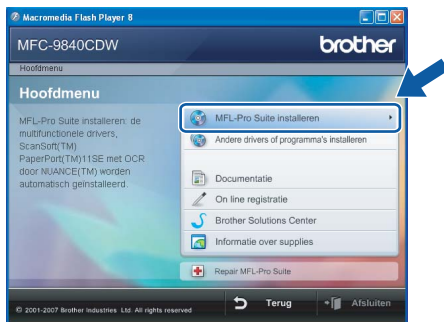 Macromedia Flash Player 8
MFC-9840CDW
brother
Hoofdmenu
Hoofdmenu
MFL-Pro Suite installeren: de
multifunctionele drivers,
ScanSoft(TM)
PaperPort(TM)11SE met OCR
door NUANCE(TM) worden
automatisch geïnstalleerd.
MFL-Pro Suite installeren
Andere drivers of programma's installeren
Documentatie
On line registratie
Brother Solutions Center
Informatie over supplies
Repair MFL-Pro Suite
© 2001-2007 Brother Industries Ltd. All rights reserved
Terug
Afsluiten